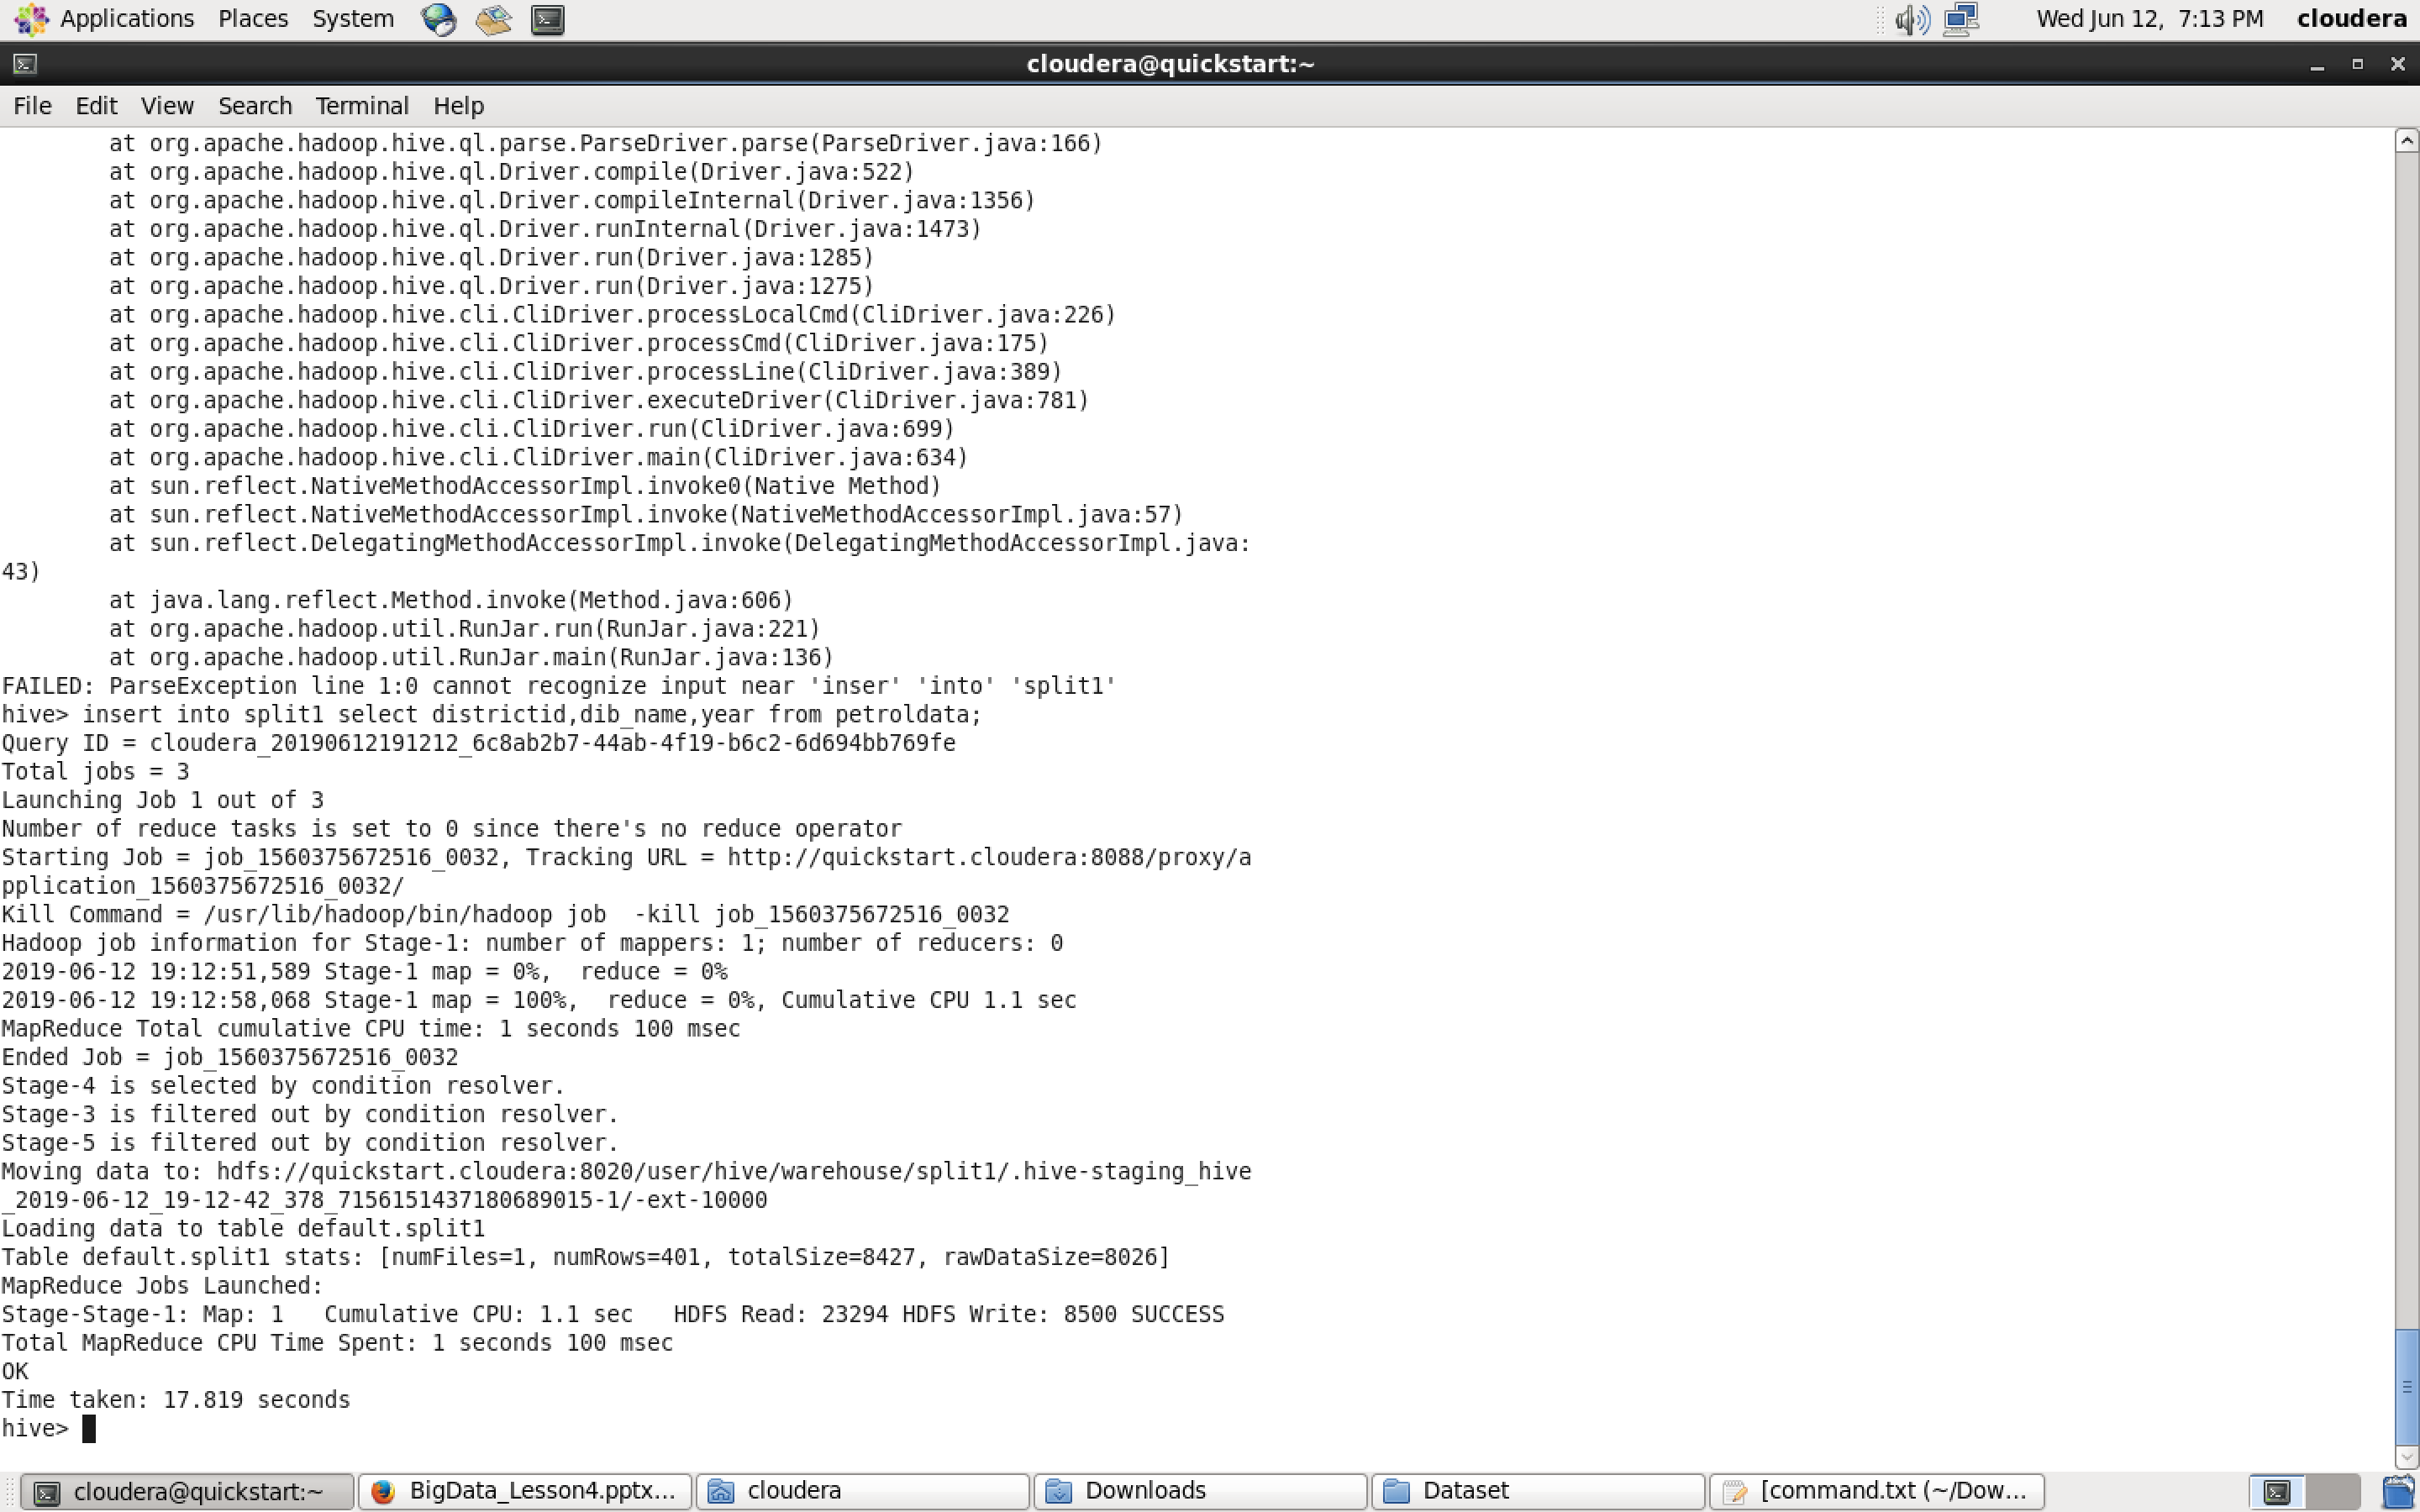 Applications Places System Wed Jun 12, 7:13 PM cloudera
cloudera@quickstart:~
File Edit View Search Terminal Help
at org.apache.hadoop.hive.ql.parse.ParseDriver.parse(ParseDriver.java:166)
at org.apache.hadoop.hive.ql.Driver.compile(Driver.java:522)
at org.apache.hadoop.hive.ql.Driver.compileInternal(Driver.java:1356)
at org.apache.hadoop.hive.ql.Driver.runInternal(Driver.java:1473)
at org.apache.hadoop.hive.ql.Driver.run(Driver.java:1285)
at org.apache.hadoop.hive.ql.Driver.run(Driver.java:1275)
at org.apache.hadoop.hive.cli.CliDriver.processLocalCmd(CliDriver.java:226)
at org.apache.hadoop.hive.cli.CliDriver.processCmd(CliDriver.java:175)
at org.apache.hadoop.hive.cli.CliDriver.processLine(CliDriver.java:389)
at org.apache.hadoop.hive.cli.CliDriver.executeDriver(CliDriver.java:781)
at org.apache.hadoop.hive.cli.CliDriver.run(CliDriver.java:699)
at org.apache.hadoop.hive.cli.CliDriver.main(CliDriver.java:634)
at sun.reflect.NativeMethodAccessorImpl.invoke0(Native Method)
at sun.reflect.NativeMethodAccessorImpl.invoke(NativeMethodAccessorImpl.java:57)
at sun.reflect.DelegatingMethodAccessorImpl.invoke(DelegatingMethodAccessorImpl.java:
43)
at java.lang.reflect.Method.invoke(Method.java:606)
at org.apache.hadoop.util.RunJar.run(RunJar.java:221)
at org.apache.hadoop.util.RunJar.main(RunJar.java:136)
FAILED: ParseException line 1:0 cannot recognize input near 'inser' 'into' 'split1'
hive> insert into split1 select districtid,dib_name,year from petroldata;
Query ID = cloudera_20190612191212_6c8ab2b7-44ab-4f19-b6c2-6d694bb769fe
Total jobs = 3
Launching Job 1 out of 3
Number of reduce tasks is set to 0 since there's no reduce operator
Starting Job = job_1560375672516_0032, Tracking URL = http://quickstart.cloudera:8088/proxy/a
pplication_1560375672516_0032/
Kill Command = /usr/lib/hadoop/bin/hadoop job  -kill job_1560375672516_0032
Hadoop job information for Stage-1: number of mappers: 1; number of reducers: 0
2019-06-12 19:12:51,589 Stage-1 map = 0%,  reduce = 0%
2019-06-12 19:12:58,068 Stage-1 map = 100%,  reduce = 0%, Cumulative CPU 1.1 sec
MapReduce Total cumulative CPU time: 1 seconds 100 msec
Ended Job = job_1560375672516_0032
Stage-4 is selected by condition resolver.
Stage-3 is filtered out by condition resolver.
Stage-5 is filtered out by condition resolver.
Moving data to: hdfs://quickstart.cloudera:8020/user/hive/warehouse/split1/.hive-staging_hive
_2019-06-12_19-12-42_378_7156151437180689015-1/-ext-10000
Loading data to table default.split1
Table default.split1 stats: [numFiles=1, numRows=401, totalSize=8427, rawDataSize=8026]
MapReduce Jobs Launched:
Stage-Stage-1: Map: 1   Cumulative CPU: 1.1 sec   HDFS Read: 23294 HDFS Write: 8500 SUCCESS
Total MapReduce CPU Time Spent: 1 seconds 100 msec
OK
Time taken: 17.819 seconds
hive>
cloudera@quickstart:~ BigData_Lesson4.pptx... cloudera Downloads Dataset [command.txt (~/Dow...